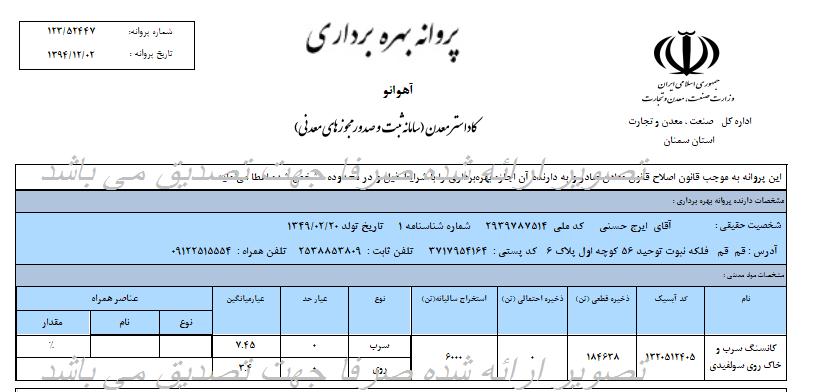 شماره پروانه: ۱۲۳/۵۲۴۴۷
تاریخ پروانه : ۱۳۹۴/۱۲/۰۲
پروانه بهره برداری
آهوانو
کاداستر معدن (سامانه ثبت و صدور مجوزهای معدنی)
جمهوری اسلامی ایران
وزارت صنعت، معدن و تجارت
اداره کل صنعت ، معدن و تجارت
استان سمنان
این پروانه به موجب قانون اصلاح قانون معادن صادر و به دارنده آن اجازه بهره‌برداری را با شرایط ذیل و در محدوده
تصویر ارائه شده صرفا جهت تصدیق می باشد
مشخصات دارنده پروانه بهره برداری :
شخصیت حقیقی : آقای ایرج حسنی کد ملی ۲۹۳۹۷۸۷۵۱۴ شماره شناسنامه ۱ تاریخ تولد ۱۳۴۹/۰۲/۲۰
آدرس : قم قم فلکه نبوت توحید ۵۶ کوچه اول پلاک ۶ کد پستی : ۳۷۱۷۹۵۴۱۶۴ تلفن ثابت : ۲۵۳۸۸۵۳۸۰۹ تلفن همراه : ۰۹۱۲۲۵۱۵۵۵۴
مشخصات مواد معدنی :
نام کد آیسیک ذخیره قطعی (تن) ذخیره احتمالی (تن) استخراج سالیانه(تن) نوع عیار حد عیارمیانگین عناصر همراه
نوع نام مقدار
کانسنگ سرب و خاک روی سولفیدی ۱۳۲۰۵۱۲۴۰۵ ۱۸۴۶۳۸ ۰ ۶۰۰۰ سرب ۰ ۷.۴۵ ٪
روی ۰ ۳.۴
تصویر ارائه شده صرفا جهت تصدیق می باشد